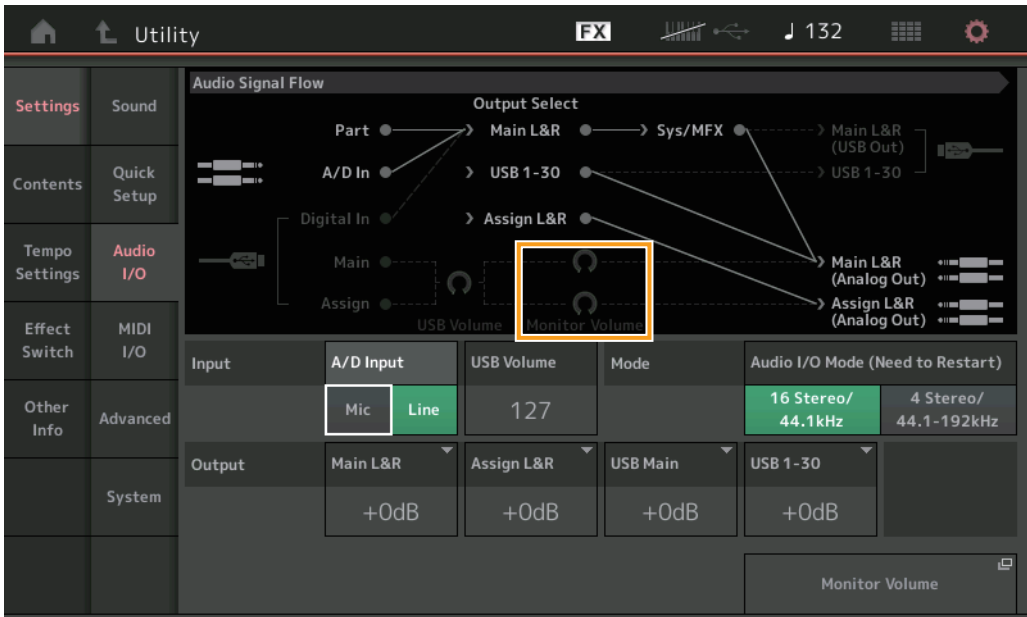 Utility
FX
132
Settings
Sound
Contents
Quick
Setup
Tempo
Settings
Audio
I/O
Effect
Switch
MIDI
I/O
Other
Info
Advanced
System
Audio Signal Flow
Output Select
Part
Main L&R
Sys/MFX
Main L&R
(USB Out)
A/D In
USB 1-30
USB 1-30
Digital In
Assign L&R
Main
Main L&R
(Analog Out)
Assign
Assign L&R
(Analog Out)
USB Volume
Monitor Volume
Input
A/D Input
USB Volume
Mode
Audio I/O Mode (Need to Restart)
Mic
Line
127
16 Stereo/
44.1kHz
4 Stereo/
44.1-192kHz
Output
Main L&R
Assign L&R
USB Main
USB 1-30
+0dB
+0dB
+0dB
+0dB
Monitor Volume